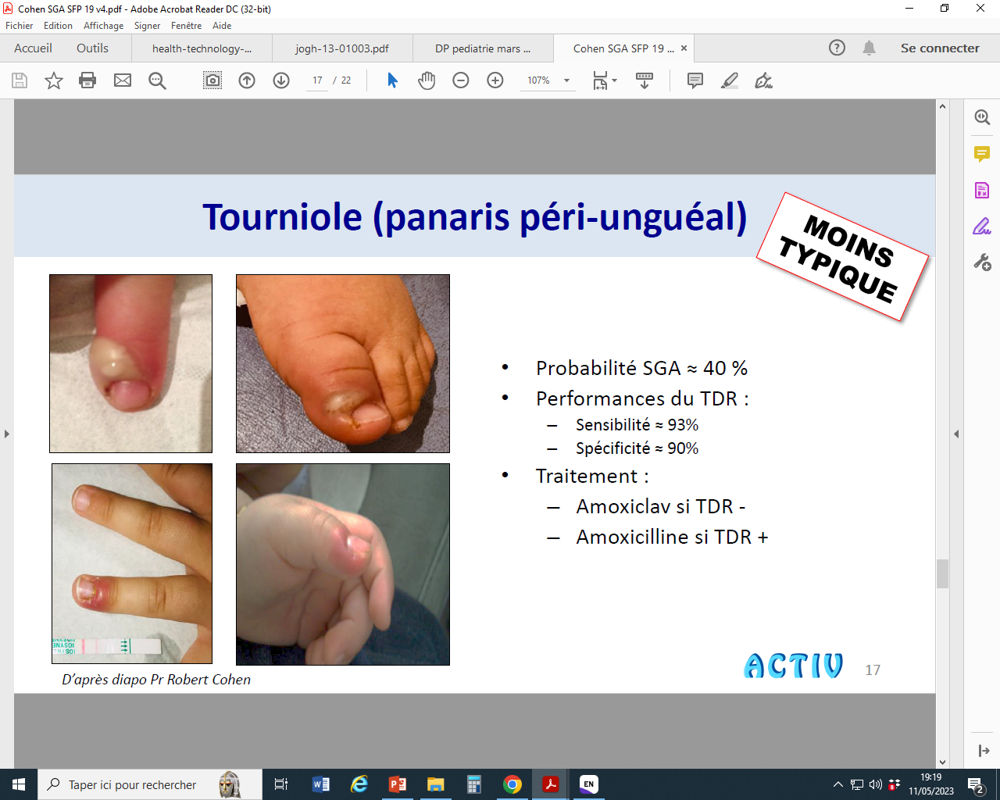 Cohen SGA SFP 19 v4.pdf - Adobe Acrobat Reader DC (32-bit)
Fichier Edition Affichage Signer Fenêtre Aide
Accueil Outils health-technology-... jogh-13-01003.pdf DP pediatrie mars ... Cohen SGA SFP 19 ... × Se connecter
17 / 22 107%
Tourniole (panaris péri-unguéal)
MOINS
TYPIQUE
• Probabilité SGA ≈ 40 %
• Performances du TDR :
– Sensibilité ≈ 93%
– Spécificité ≈ 90%
• Traitement :
– Amoxiclav si TDR -
– Amoxicilline si TDR +
D'après diapo Pr Robert Cohen
ACTIV 17
Taper ici pour rechercher
EN
19:19
11/05/2023
2